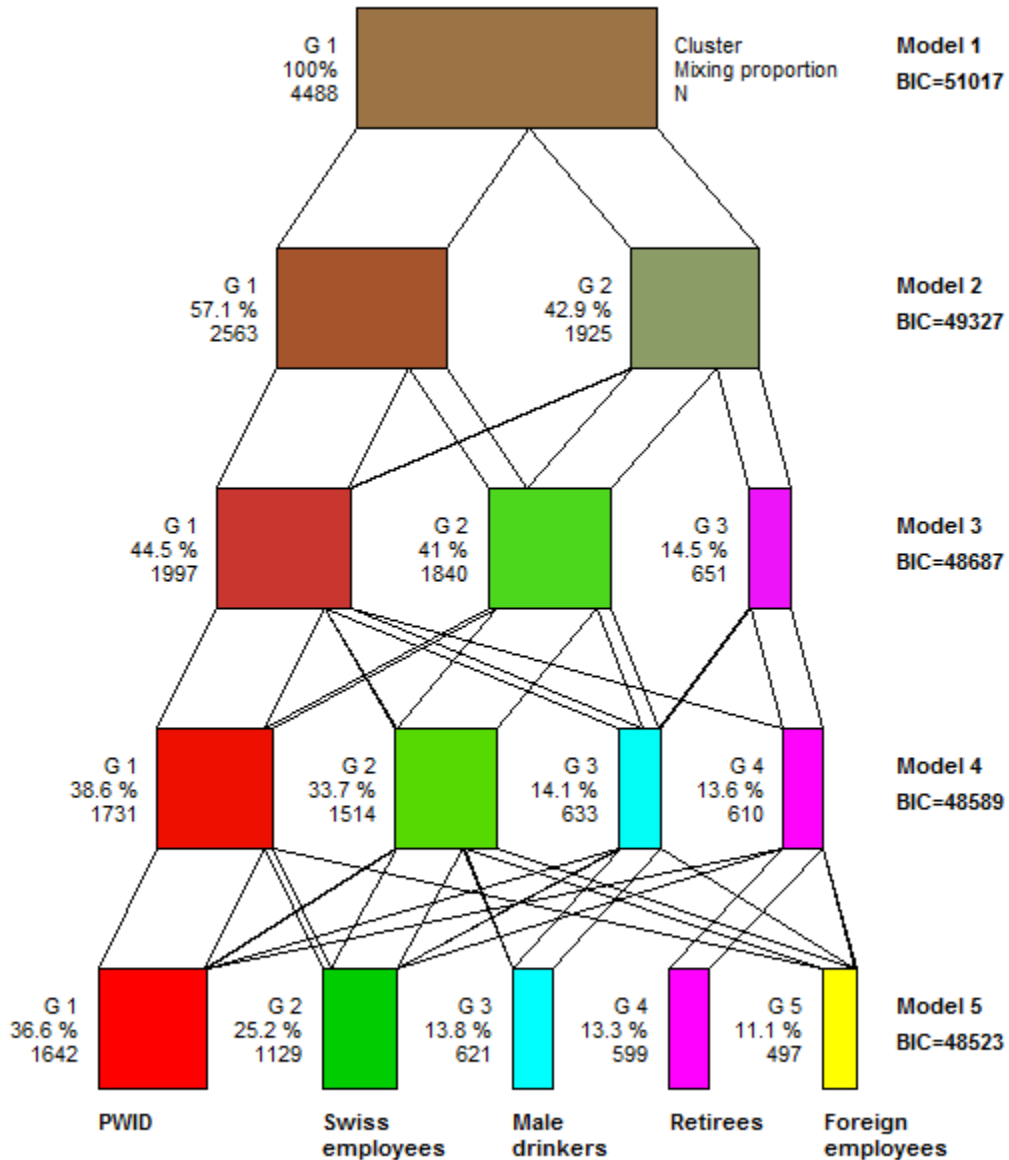 G 1
100%
4488
Cluster
Mixing proportion
N
Model 1
BIC=51017
G 1
57.1 %
2563
G 2
42.9 %
1925
Model 2
BIC=49327
G 1
44.5 %
1997
G 2
41 %
1840
G 3
14.5 %
651
Model 3
BIC=48687
G 1
38.6 %
1731
G 2
33.7 %
1514
G 3
14.1 %
633
G 4
13.6 %
610
Model 4
BIC=48589
G 1
36.6 %
1642
G 2
25.2 %
1129
G 3
13.8 %
621
G 4
13.3 %
599
G 5
11.1 %
497
Model 5
BIC=48523
PWID
Swiss
employees
Male
drinkers
Retirees
Foreign
employees